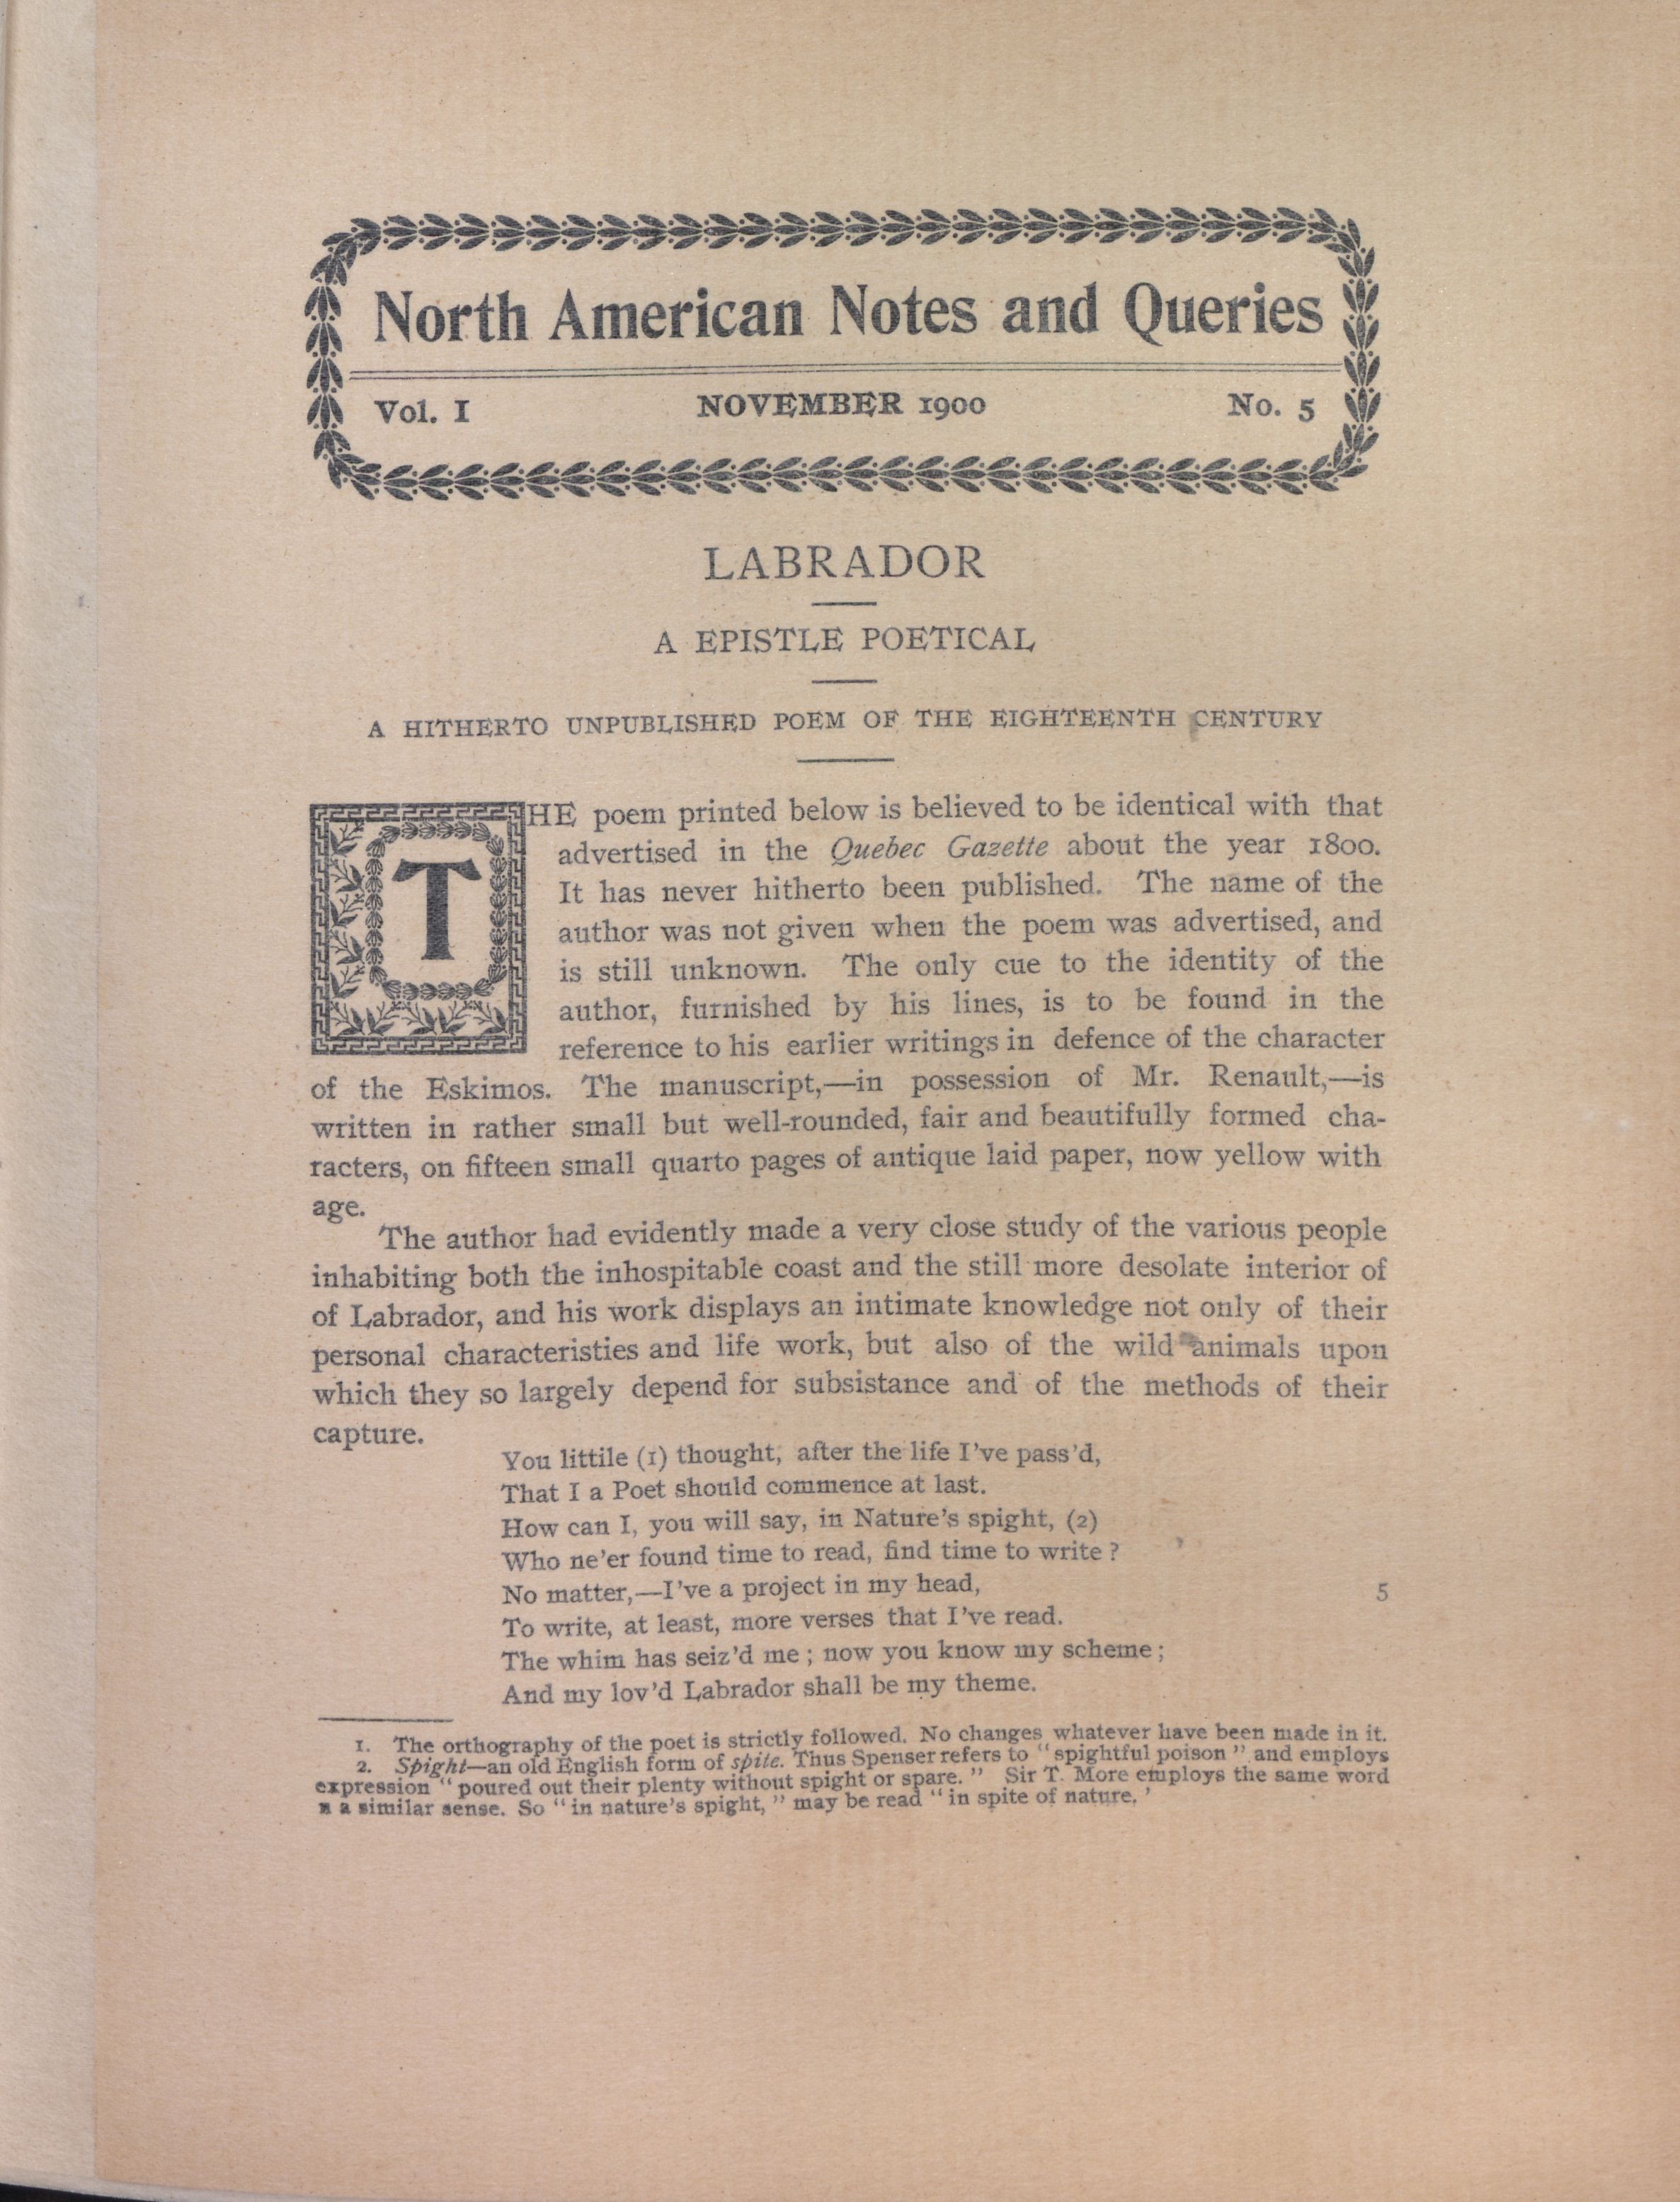 North American Notes and Queries
Vol. I NOVEMBER 1900 No. 5
LABRADOR
A EPISTLE POETICAL
A HITHERTO UNPUBLISHED POEM OF THE EIGHTEENTH CENTURY
THE poem printed below is believed to be identical with that
advertised in the Quebec Gazette about the year 1800.
It has never hitherto been published. The name of the
author was not given when the poem was advertised, and
is still unknown. The only cue to the identity of the
author, furnished by his lines, is to be found in the
reference to his earlier writings in defence of the character
of the Eskimos. The manuscript,—in possession of Mr. Renault,—is
written in rather small but well-rounded, fair and beautifully formed cha-
racters, on fifteen small quarto pages of antique laid paper, now yellow with
age.
The author had evidently made a very close study of the various people
inhabiting both the inhospitable coast and the still more desolate interior of
of Labrador, and his work displays an intimate knowledge not only of their
personal characteristies and life work, but also of the wild animals upon
which they so largely depend for subsistance and of the methods of their
capture.
You littile (1) thought, after the life I've pass'd,
That I a Poet should commence at last.
How can I, you will say, in Nature's spight, (2)
Who ne'er found time to read, find time to write ?
No matter,—I've a project in my head, 5
To write, at least, more verses that I've read.
The whim has seiz'd me ; now you know my scheme ;
And my lov'd Labrador shall be my theme.
1. The orthography of the poet is strictly followed. No changes whatever have been made in it.
2. Spight—an old English form of spite. Thus Spenser refers to "spightful poison" and employs
expression "poured out their plenty without spight or spare." Sir T. More employs the same word
n a similar sense. So "in nature's spight," may be read "in spite of nature.'